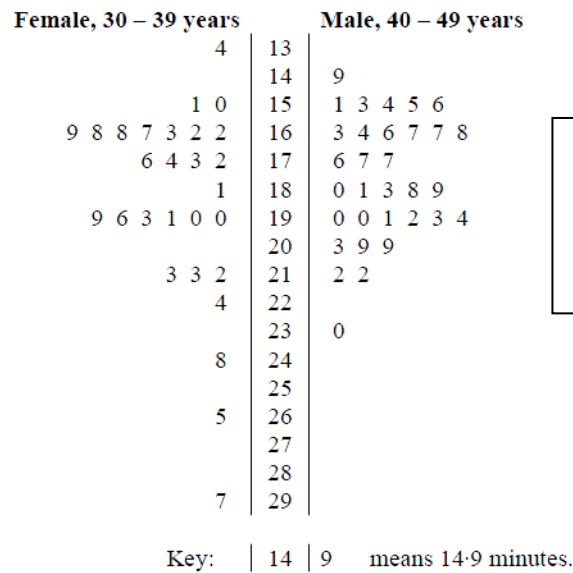 Female, 30 – 39 years Male, 40 – 49 years
4 | 13 |
| 14 | 9
1 0 | 15 | 1 3 4 5 6
9 8 8 7 3 2 2 | 16 | 3 4 6 7 7 8
6 4 3 2 | 17 | 6 7 7
1 | 18 | 0 1 3 8 9
9 6 3 1 0 0 | 19 | 0 0 1 2 3 4
| 20 | 3 9 9
3 3 2 | 21 | 2 2
4 | 22 |
| 23 | 0
8 | 24 |
| 25 |
5 | 26 |
| 27 |
| 28 |
7 | 29 |
Key: | 14 | 9 means 14·9 minutes.